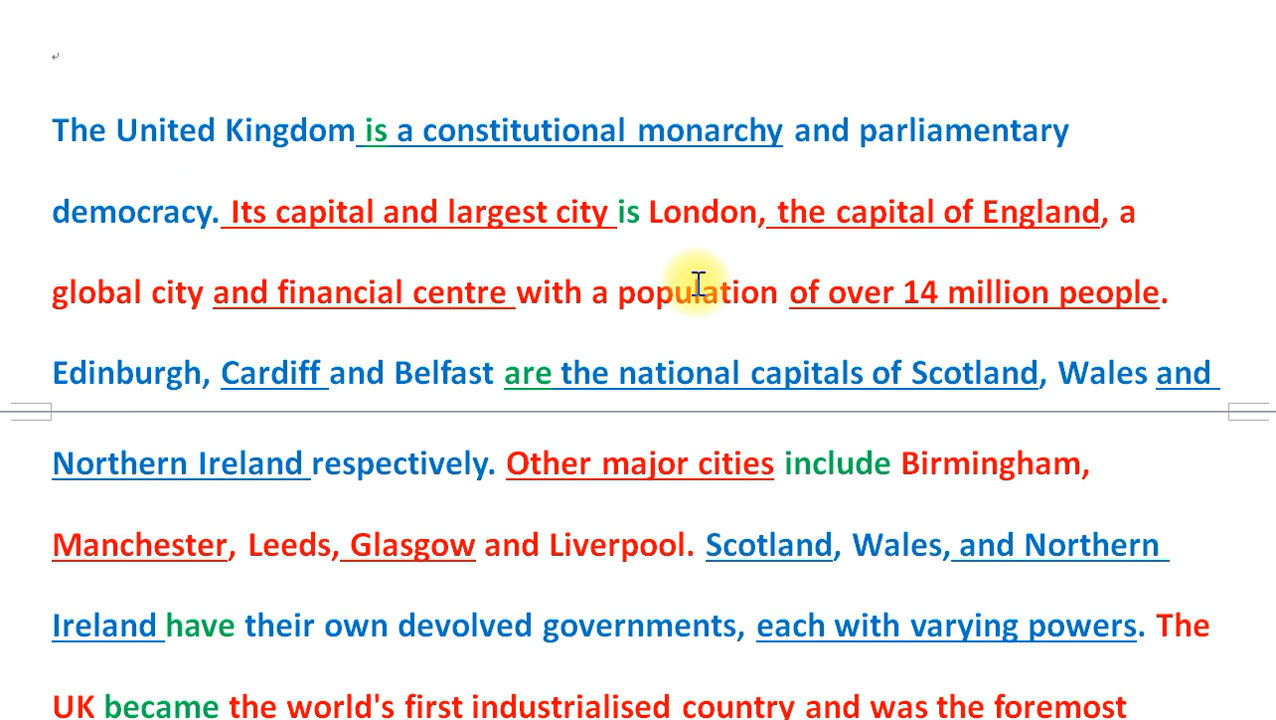 The United Kingdom is a constitutional monarchy and parliamentary
democracy. Its capital and largest city is London, the capital of England, a
global city and financial centre with a population of over 14 million people.
Edinburgh, Cardiff and Belfast are the national capitals of Scotland, Wales and
Northern Ireland respectively. Other major cities include Birmingham,
Manchester, Leeds, Glasgow and Liverpool. Scotland, Wales, and Northern
Ireland have their own devolved governments, each with varying powers. The
UK became the world's first industrialised country and was the foremost